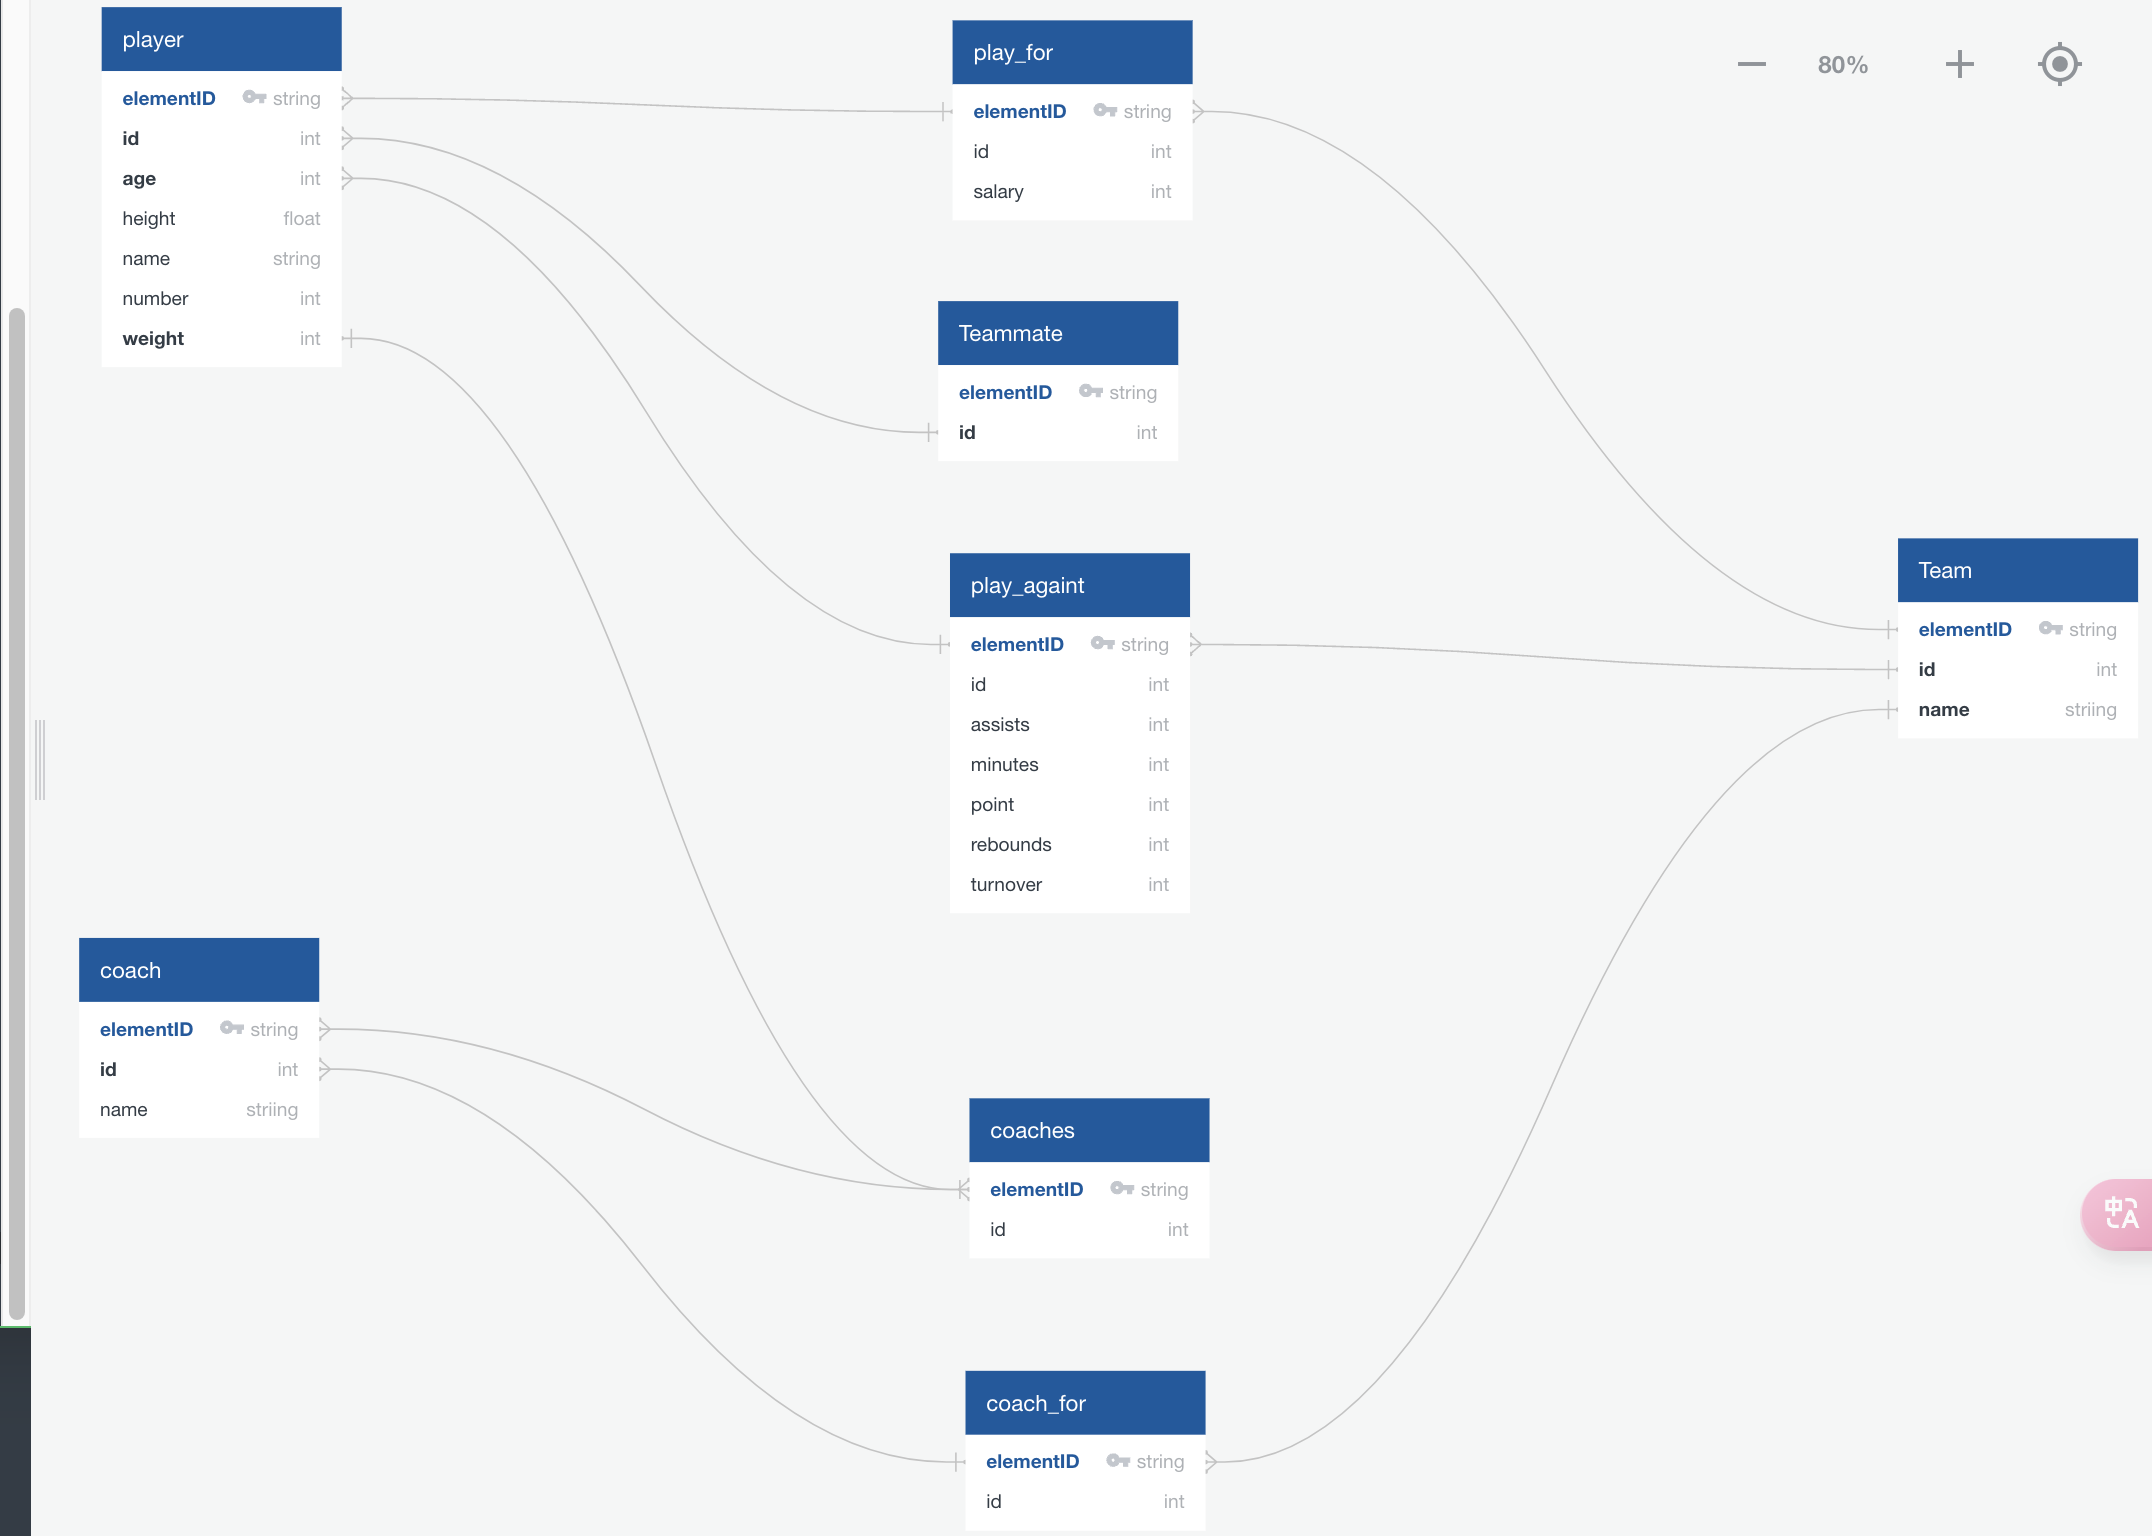 player
elementID string
id int
age int
height float
name string
number int
weight int
play_for
elementID string
id int
salary int
80%
Teammate
elementID string
id int
play_againt
elementID string
id int
assists int
minutes int
point int
rebounds int
turnover int
Team
elementID string
id int
name striing
coach
elementID string
id int
name striing
coaches
elementID string
id int
coach_for
elementID string
id int
中A